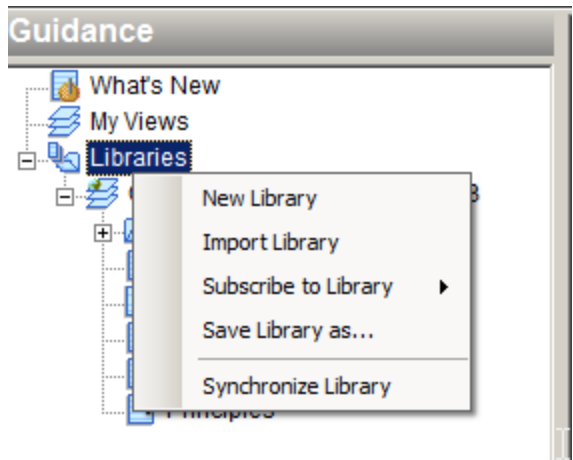 Guidance
What's New
My Views
Libraries
New Library
Import Library
Subscribe to Library
Save Library as...
Synchronize Library
Principles